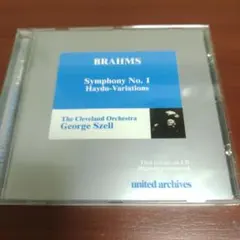 BRAHMS
Symphony No. 1
Haydn-Variations
The Cleveland Orchestra
George Szell
united archives